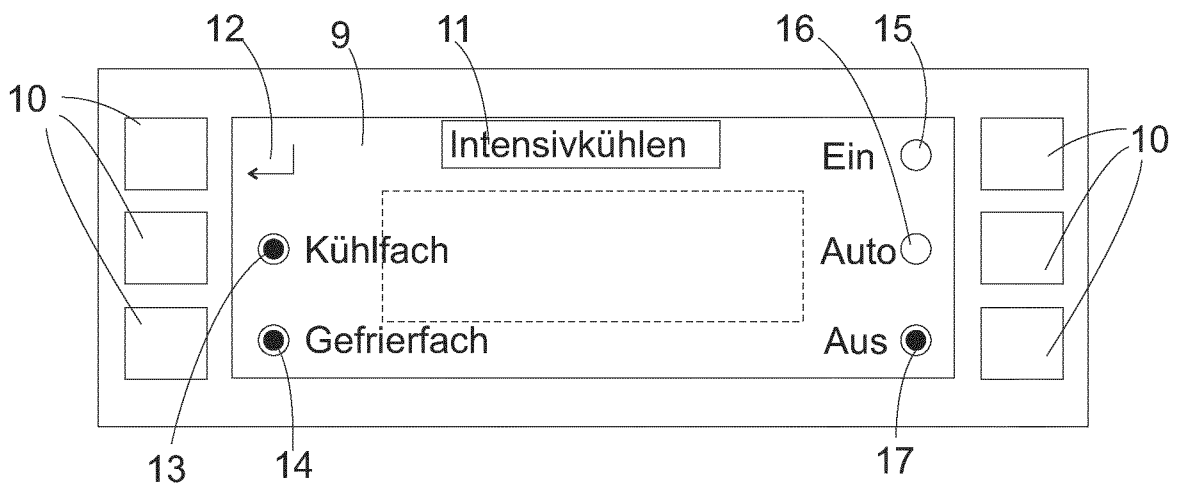 12 9 11 16 15
10 10
Intensivkühlen
Ein
Kühlfach Auto
Gefrierfach Aus
13 14 17